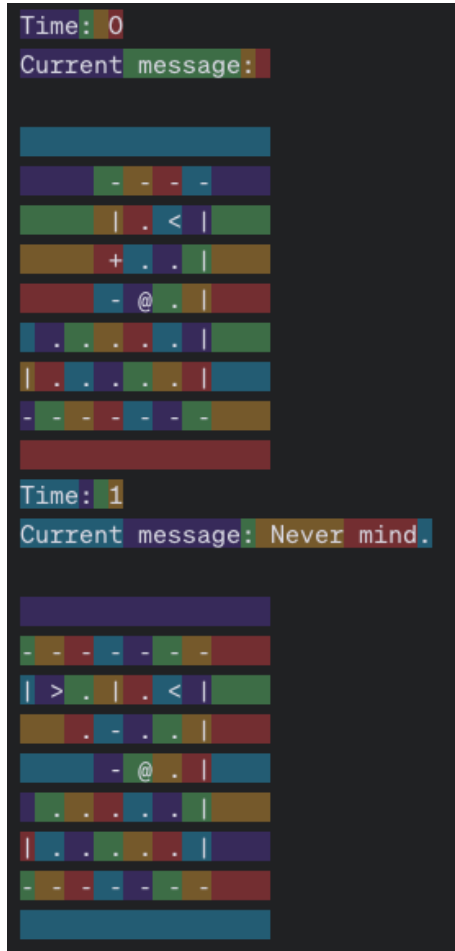 Time: 0
Current message:
- - - -
| . < |
+ . . |
- @ . |
. . . . . |
| . . . . . |
- - - - - - -
Time: 1
Current message: Never mind.
- - - - - - -
| > . | . < |
. - . . |
- @ . |
. . . . . |
| . . . . . |
- - - - - - -